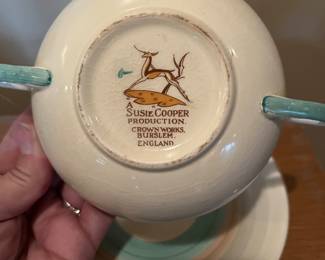 A
SUSIE COOPER
PRODUCTION.
CROWN WORKS,
BURSLEM,
ENGLAND